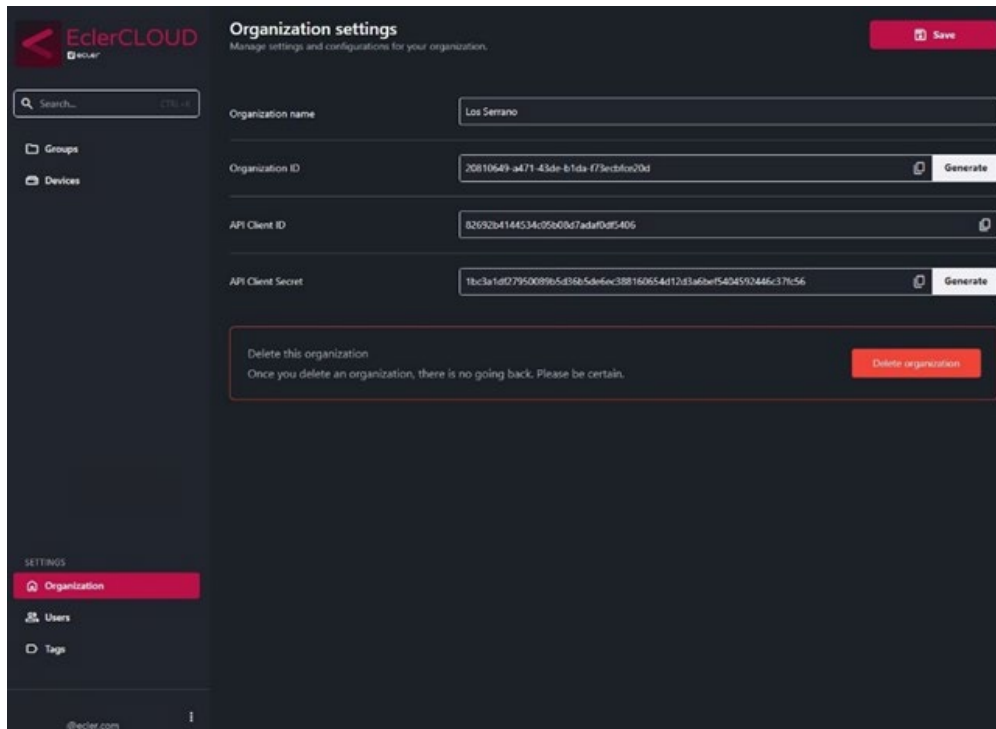 EclerCLOUD
ecler
Search...
CTRL+K
Groups
Devices
SETTINGS
Organization
Users
Tags
@ecler.com
Organization settings
Manage settings and configurations for your organization.
Save
Organization name
Los Serrano
Organization ID
20810649-a471-43de-b1da-f73ecbfce20d
Generate
API Client ID
82692b4144534c05b08d7adaf0df5406
API Client Secret
1bc3a1df27950089b5d36b5de6ec388160654d12d3a6bef5404592446c37fc56
Generate
Delete this organization
Once you delete an organization, there is no going back. Please be certain.
Delete organization